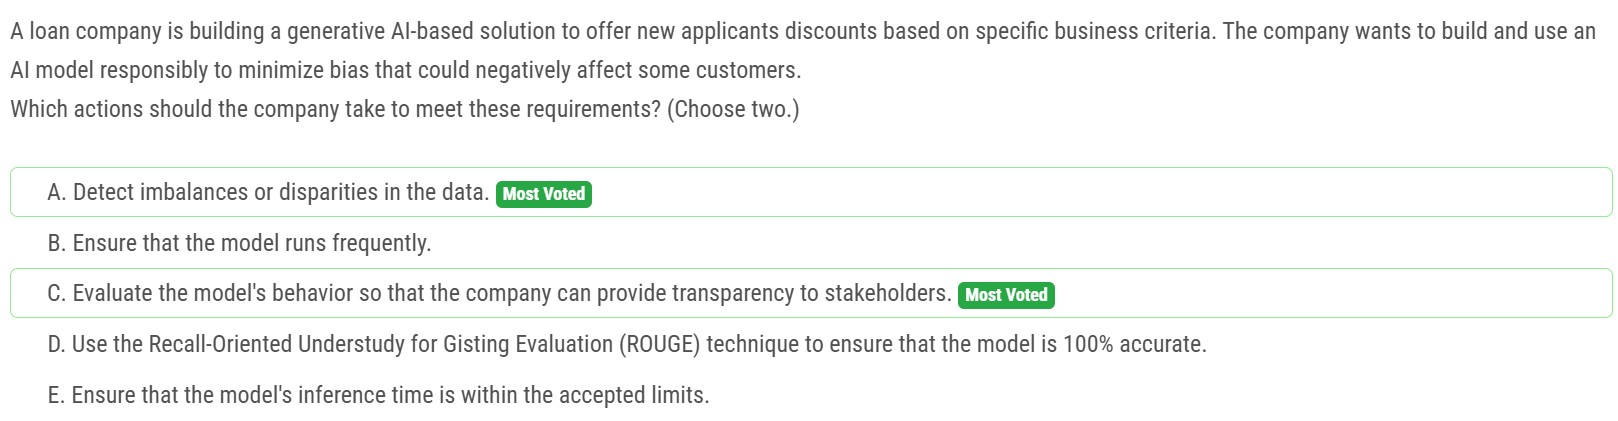 A loan company is building a generative AI-based solution to offer new applicants discounts based on specific business criteria. The company wants to build and use an
AI model responsibly to minimize bias that could negatively affect some customers.
Which actions should the company take to meet these requirements? (Choose two.)
A. Detect imbalances or disparities in the data. Most Voted
B. Ensure that the model runs frequently.
C. Evaluate the model's behavior so that the company can provide transparency to stakeholders. Most Voted
D. Use the Recall-Oriented Understudy for Gisting Evaluation (ROUGE) technique to ensure that the model is 100% accurate.
E. Ensure that the model's inference time is within the accepted limits.